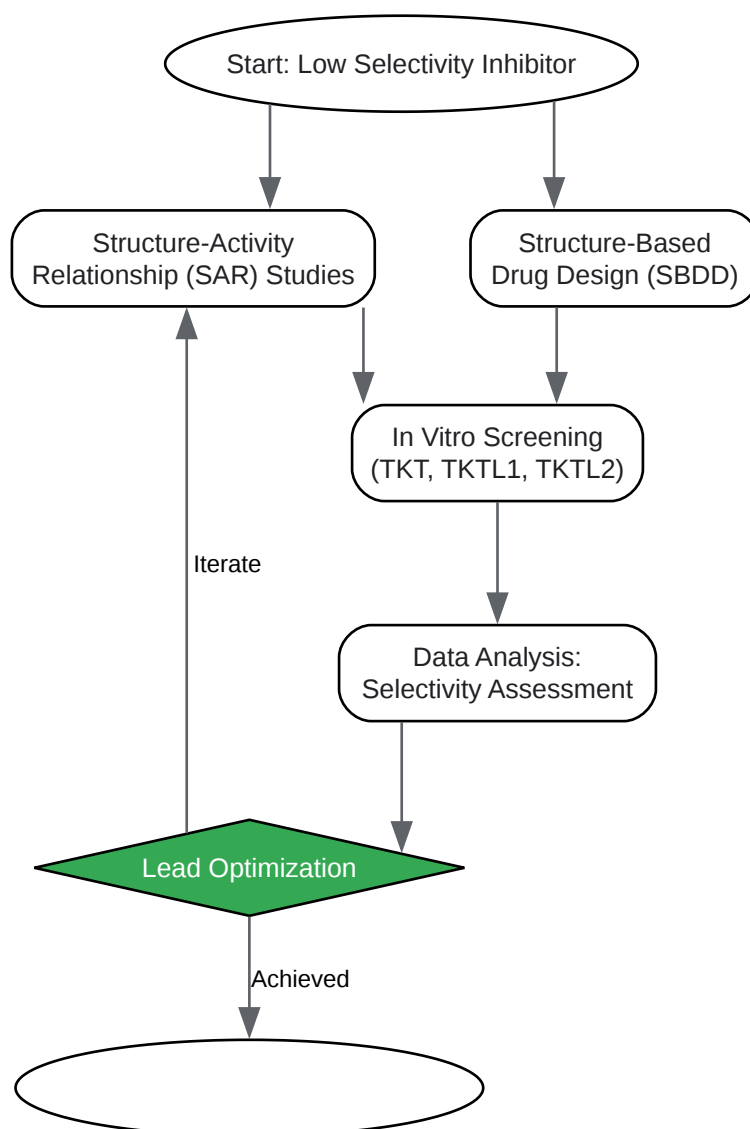 Start: Low Selectivity Inhibitor
Structure-Activity
Relationship (SAR) Studies
Structure-Based
Drug Design (SBDD)
In Vitro Screening
(TKT, TKTL1, TKTL2)
Iterate
Data Analysis:
Selectivity Assessment
Lead Optimization
Achieved